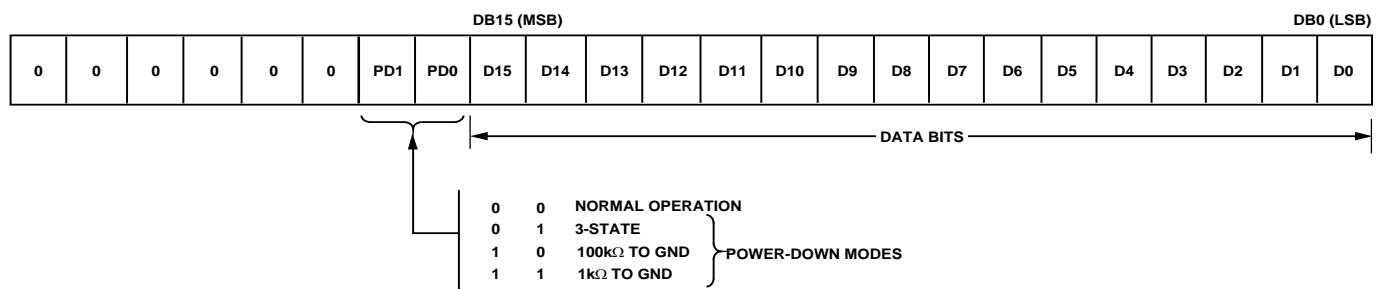 DB15 (MSB) DB0 (LSB)
0 0 0 0 0 0 PD1 PD0 D15 D14 D13 D12 D11 D10 D9 D8 D7 D6 D5 D4 D3 D2 D1 D0
DATA BITS
0 0 NORMAL OPERATION
0 1 3-STATE
1 0 100kΩ TO GND
POWER-DOWN MODES
1 1 1kΩ TO GND